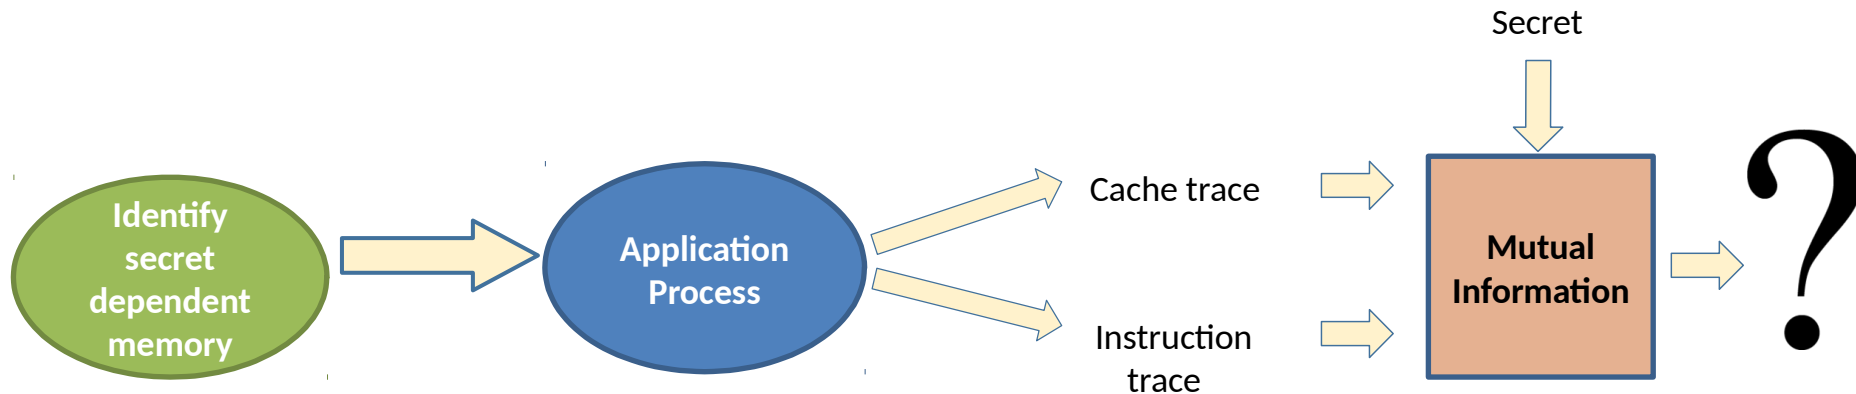 Secret
Identify
secret
dependent
memory
Application
Process
Cache trace
Instruction
trace
Mutual
Information
?